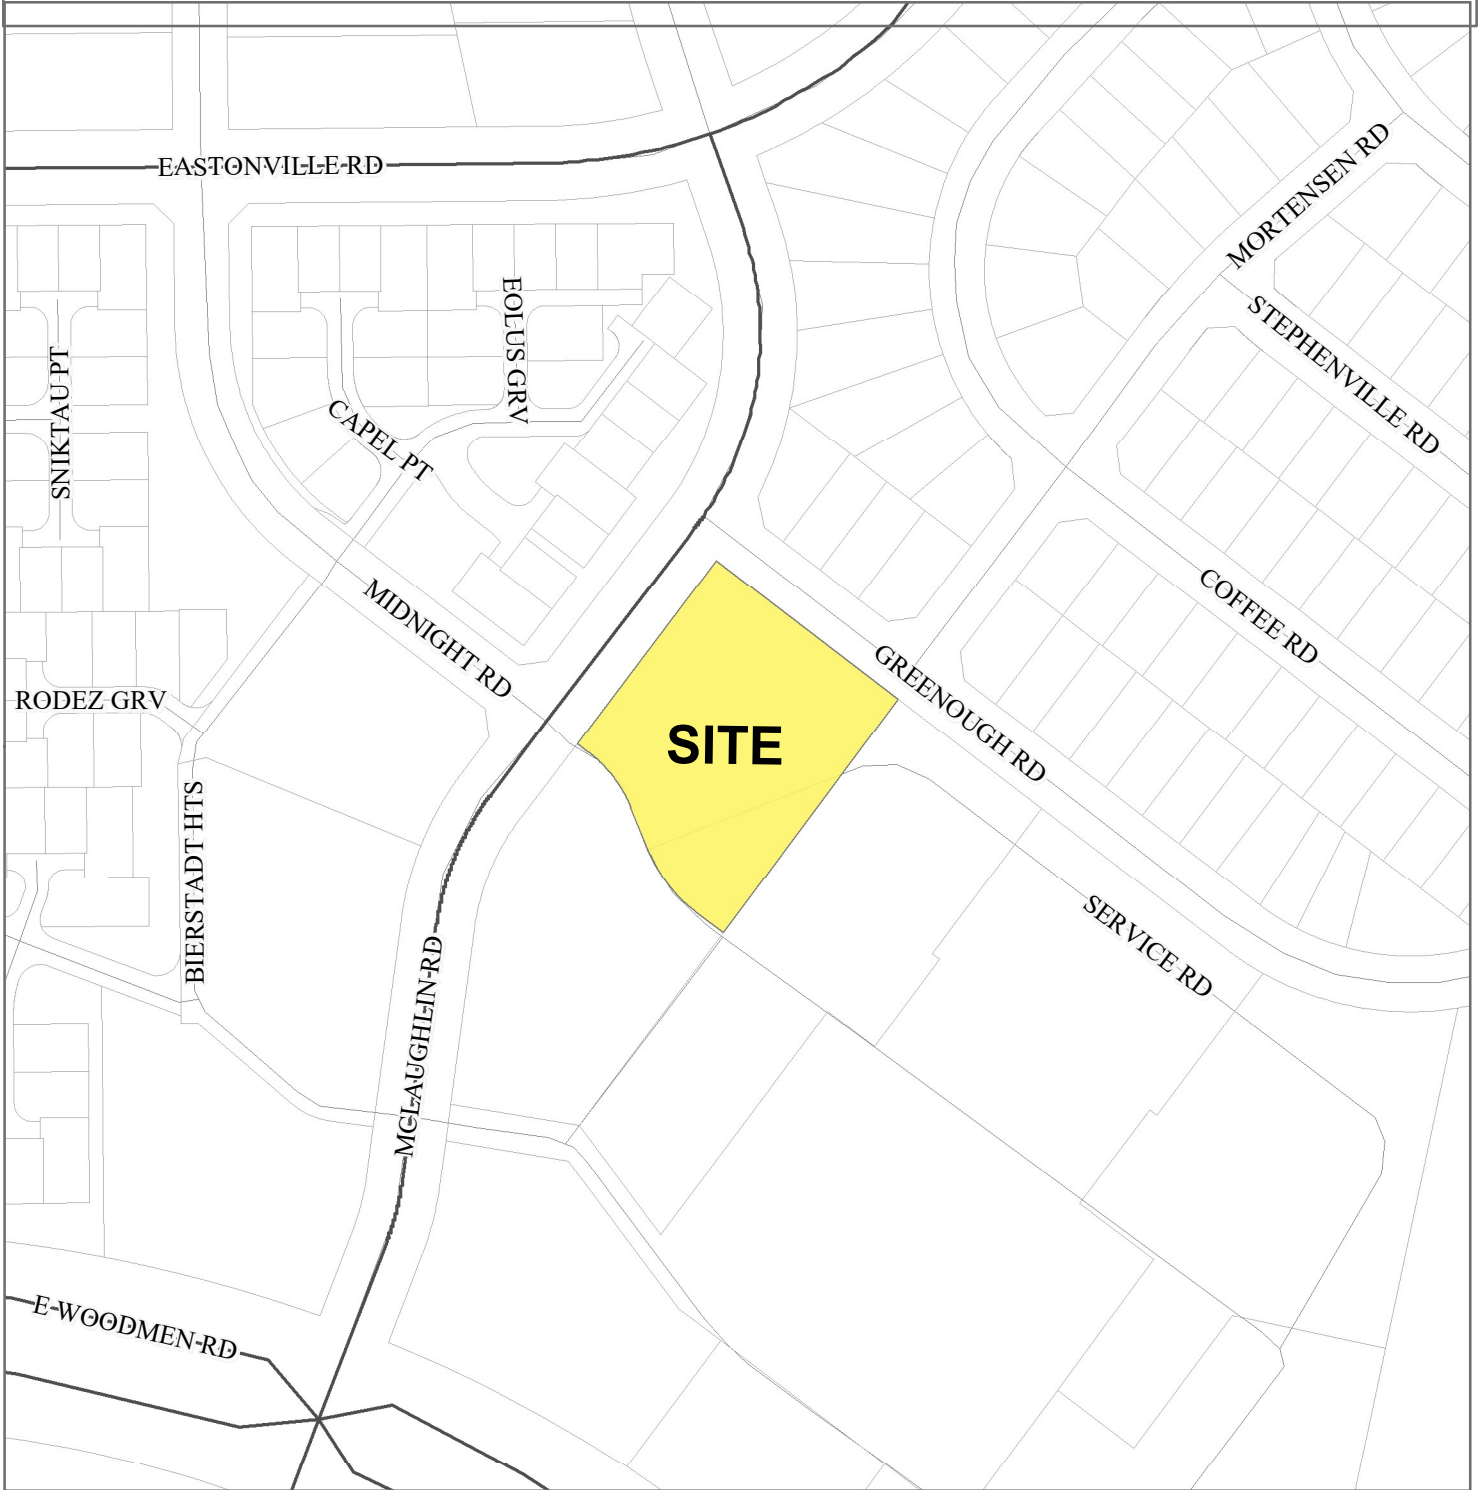 EASTONVILLE RD
MORTENSEN RD
STEPHENVILLE RD
EOLUS GRV
SNIKTAU PT
CAPEL PT
MIDNIGHT RD
COFFEE RD
GREENOUGH RD
RODEZ GRV
SITE
BIERSTADT HTS
SERVICE RD
MCLAUGHLIN RD
E WOODMEN RD